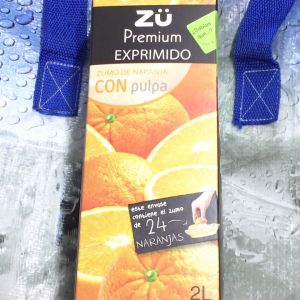 ZÜ
Premium
EXPRIMIDO
ZUMO DE NARANJA
CON pulpa
este envase
contiene el zumo
de 24
NARANJAS
2L